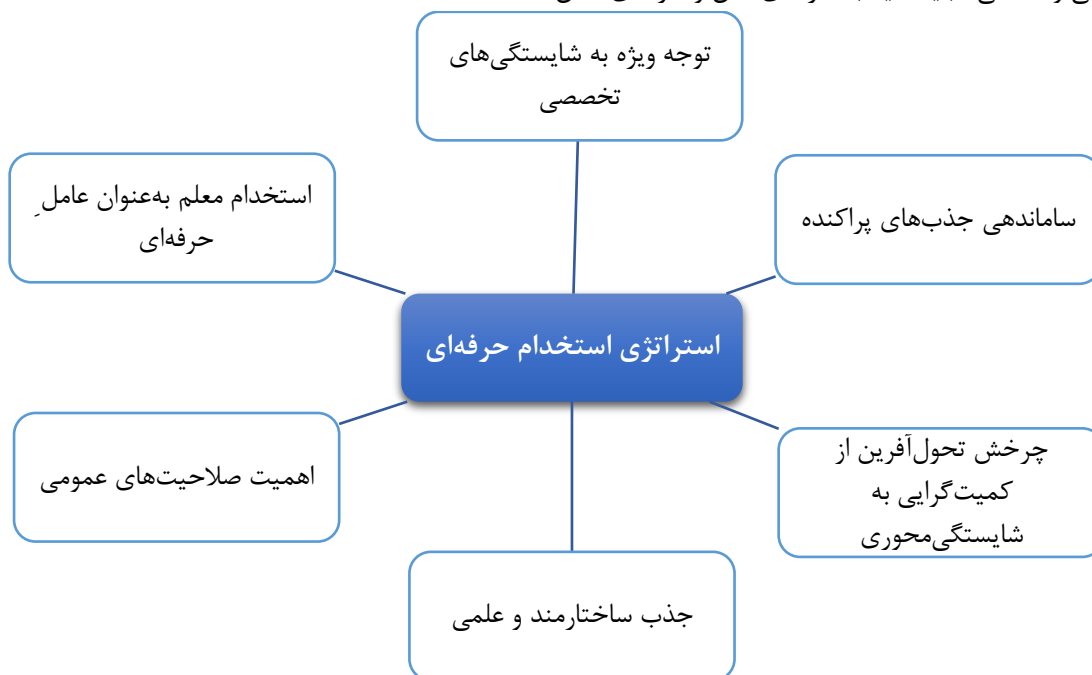 توجه ویژه به شایستگی‌های
تخصصی
ساماندهی جذب‌های پراکنده
استخدام معلم به‌عنوان عاملِ
حرفه‌ای
استراتژی استخدام حرفه‌ای
چرخش تحول‌آفرین از
کمیت‌گرایی به
شایستگی‌محوری
اهمیت صلاحیت‌های عمومی
جذب ساختارمند و علمی